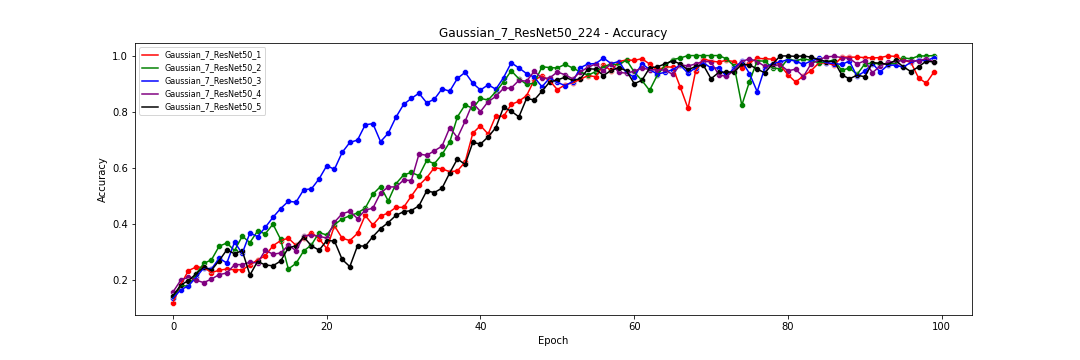 Gaussian_7_ResNet50_224 - Accuracy
1.0
0.8
0.6
0.4
0.2
Accuracy
Gaussian_7_ResNet50_1
Gaussian_7_ResNet50_2
Gaussian_7_ResNet50_3
Gaussian_7_ResNet50_4
Gaussian_7_ResNet50_5
0 20 40 60 80 100
Epoch